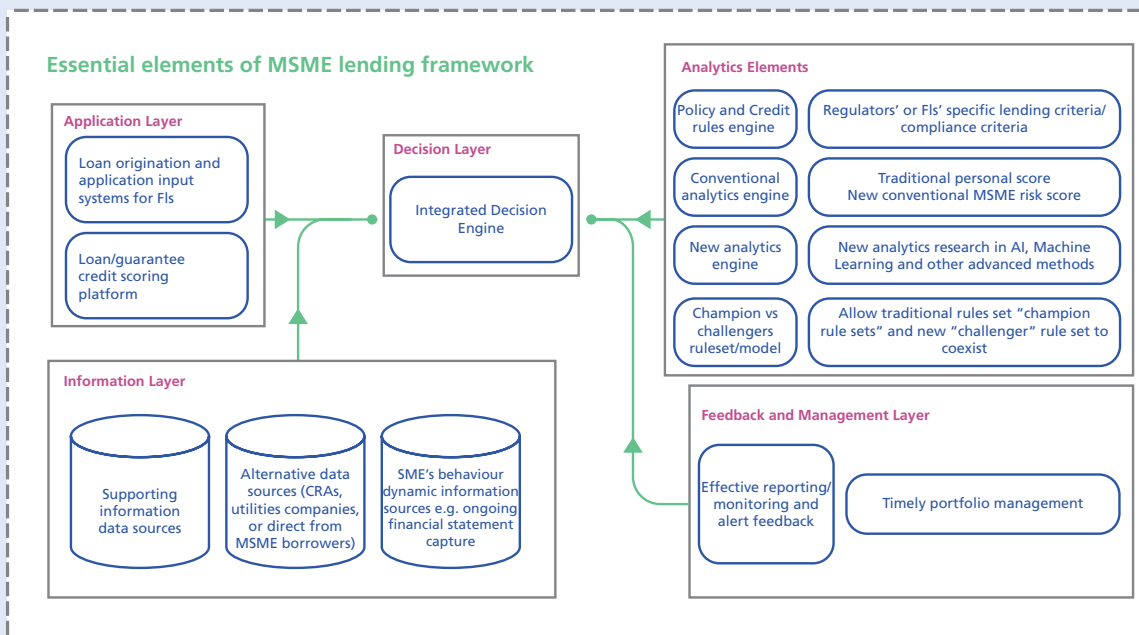 Essential elements of MSME lending framework
Application Layer
Loan origination and
application input
systems for FIs
Loan/guarantee
credit scoring
platform
Decision Layer
Integrated Decision
Engine
Analytics Elements
Policy and Credit
rules engine
Regulators’ or FIs’ specific lending criteria/
compliance criteria
Conventional
analytics engine
Traditional personal score
New conventional MSME risk score
New analytics
engine
New analytics research in AI, Machine
Learning and other advanced methods
Champion vs
challengers
ruleset/model
Allow traditional rules set “champion
rule sets” and new “challenger” rule set to
coexist
Information Layer
Supporting
information
data sources
Alternative data
sources (CRAs,
utilities companies,
or direct from
MSME borrowers)
SME’s behaviour
dynamic information
sources e.g. ongoing
financial statement
capture
Feedback and Management Layer
Effective reporting/
monitoring and
alert feedback
Timely portfolio management